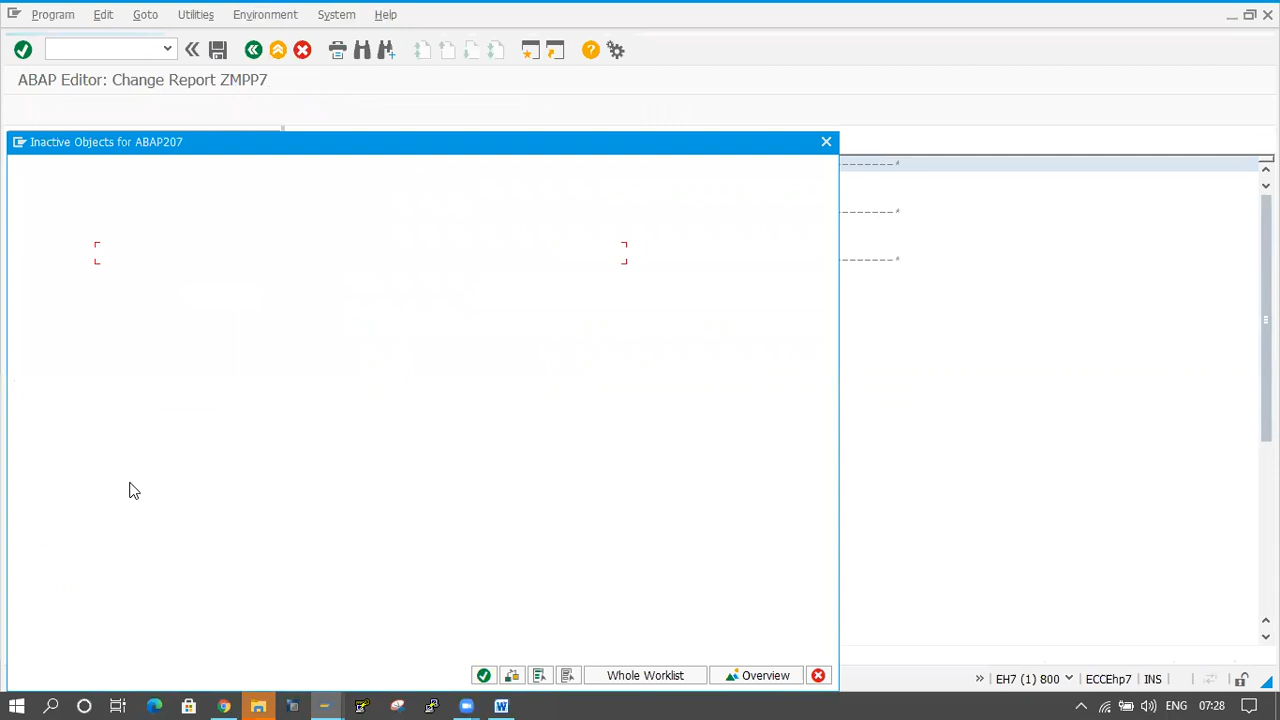 Program Edit Goto Utilities Environment System Help
ABAP Editor: Change Report ZMPP7
Inactive Objects for ABAP207
-------*
-------*
-------*
Whole Worklist Overview
EH7 (1) 800 ECCEhp7 INS
ENG 07:28